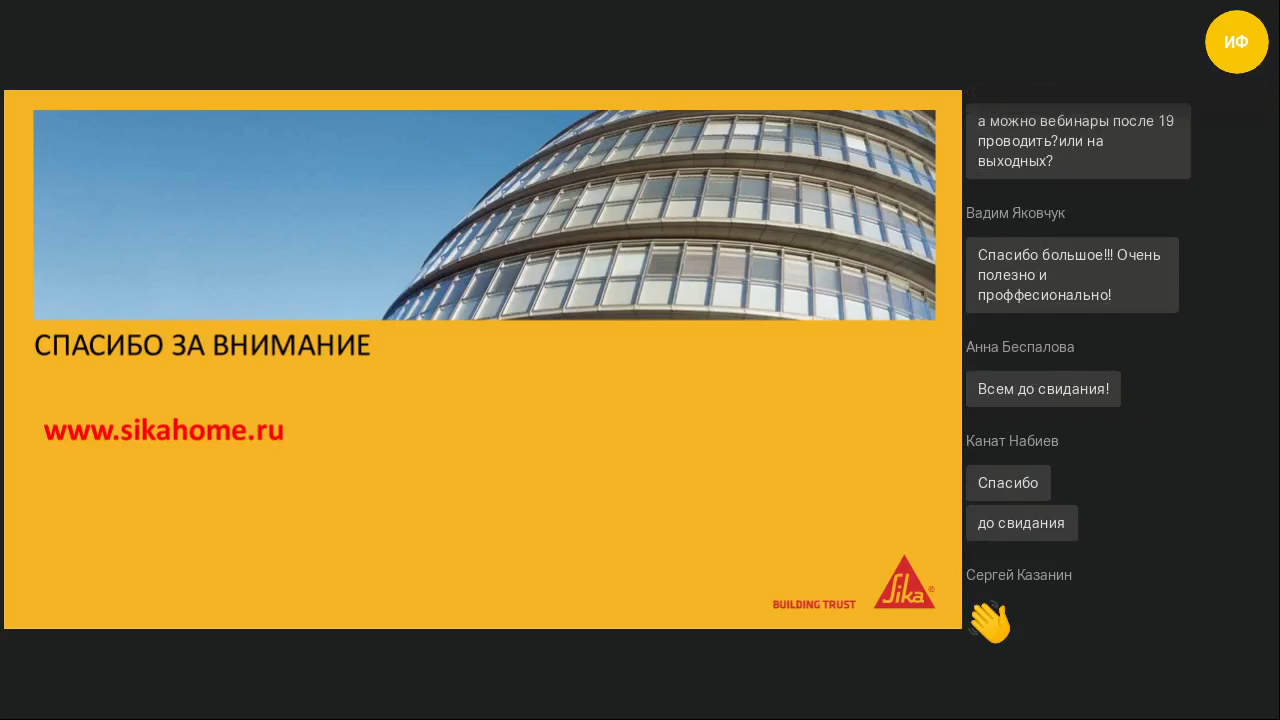 ИФ
СПАСИБО ЗА ВНИМАНИЕ
www.sikahome.ru
BUILDING TRUST
Sika®
а можно вебинары после 19
проводить?или на
выходных?
Вадим Яковчук
Спасибо большое!!! Очень
полезно и
проффесионально!
Анна Беспалова
Всем до свидания!
Канат Набиев
Спасибо
до свидания
Сергей Казанин